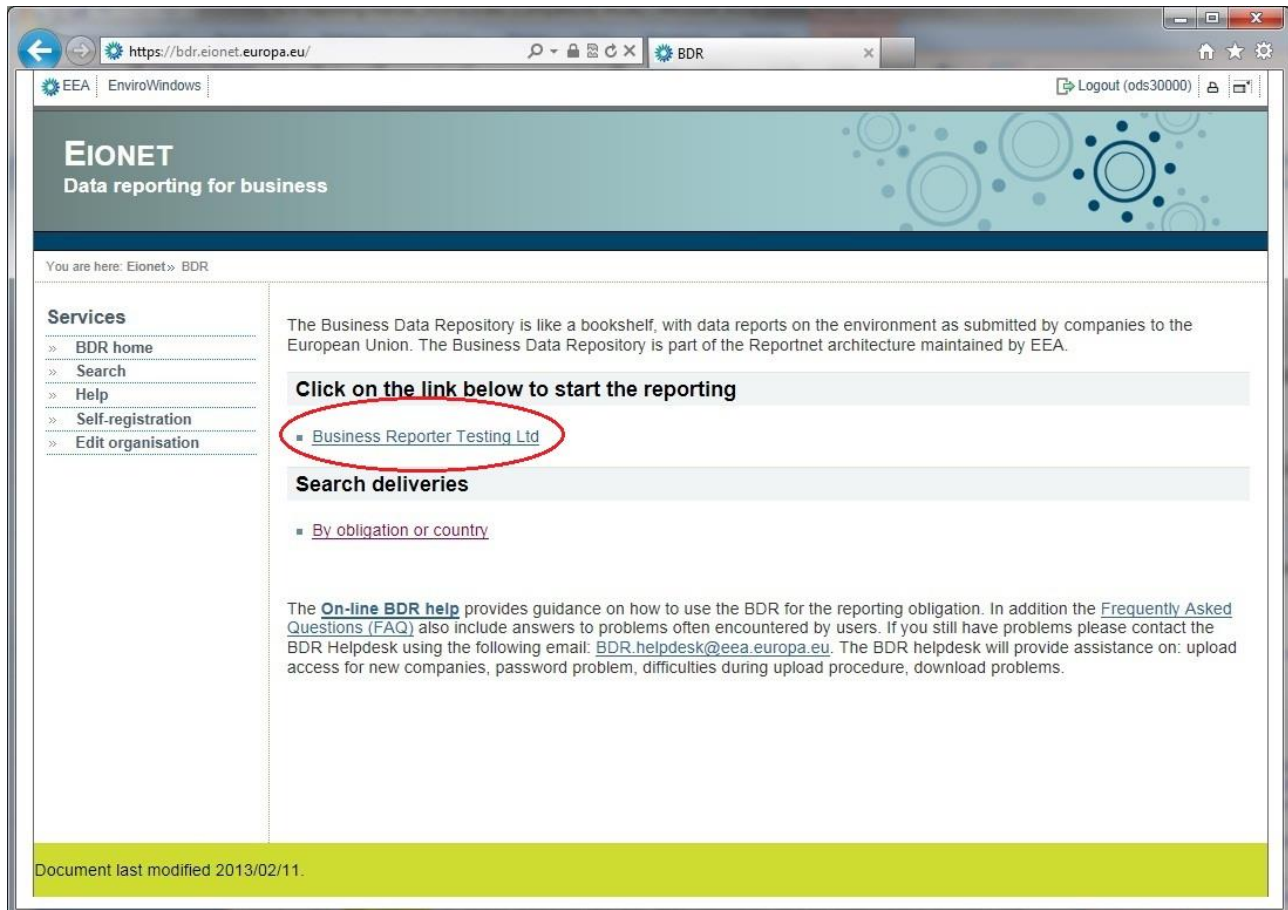 https://bdr.eionet.europa.eu/
BDR
EEA EnviroWindows
Logout (ods30000)
EIONET
Data reporting for business
You are here: Eionet» BDR
Services
» BDR home
» Search
» Help
» Self-registration
» Edit organisation
The Business Data Repository is like a bookshelf, with data reports on the environment as submitted by companies to the
European Union. The Business Data Repository is part of the Reportnet architecture maintained by EEA.
Click on the link below to start the reporting
Business Reporter Testing Ltd
Search deliveries
By obligation or country
The On-line BDR help provides guidance on how to use the BDR for the reporting obligation. In addition the Frequently Asked
Questions (FAQ) also include answers to problems often encountered by users. If you still have problems please contact the
BDR Helpdesk using the following email: BDR.helpdesk@eea.europa.eu. The BDR helpdesk will provide assistance on: upload
access for new companies, password problem, difficulties during upload procedure, download problems.
Document last modified 2013/02/11.